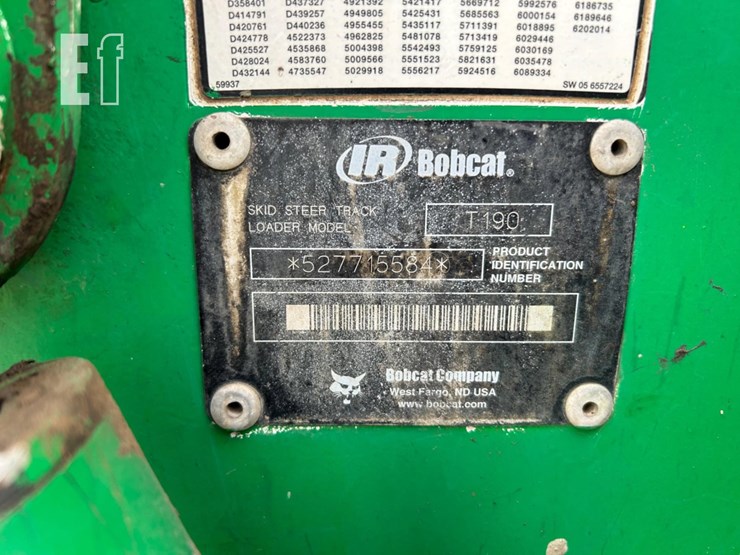 D358401 D437327 4921392 5421417 5669712 5992576 6186735
D414791 D439257 4949805 5425431 5685563 6000154 6189646
D420761 D440236 4955455 5435117 5711391 6018895 6202014
D424778 4522373 4962825 5481078 5713419 6029446
D425527 4535868 5004398 5542493 5759125 6030169
D428024 4583760 5009566 5551523 5821631 6035478
D432144 4735547 5029918 5556217 5924516 6089334
59937 SW 05 6557224
Ef
IR Bobcat®
SKID STEER TRACK
LOADER MODEL
T190
*527715584*
PRODUCT
IDENTIFICATION
NUMBER
Bobcat Company
West Fargo, ND USA
www.bobcat.com